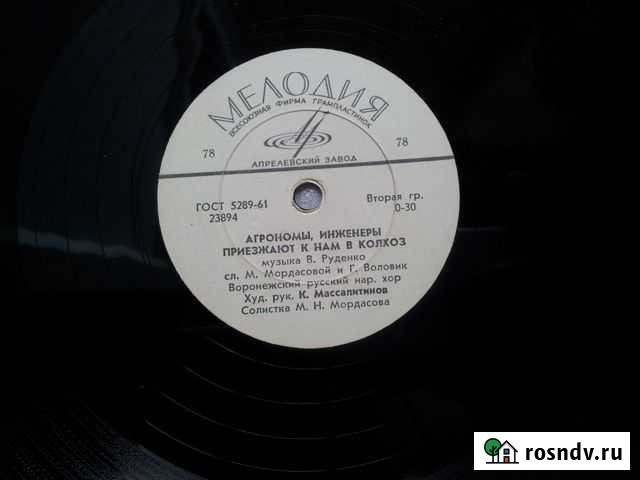 МЕЛОДИЯ
ВСЕСОЮЗНАЯ ФИРМА ГРАМПЛАСТИНОК
78 78
АПРЕЛЕВСКИЙ ЗАВОД
ГОСТ 5289-61 Вторая гр.
23894 0-30
АГРОНОМЫ, ИНЖЕНЕРЫ
ПРИЕЗЖАЮТ К НАМ В КОЛХОЗ
музыка В. Руденко
сл. М. Мордасовой и Г. Воловик
Воронежский русский нар. хор
Худ. рук. К. Массалитинов
Солистка М. Н. Мордасова
rosndv.ru